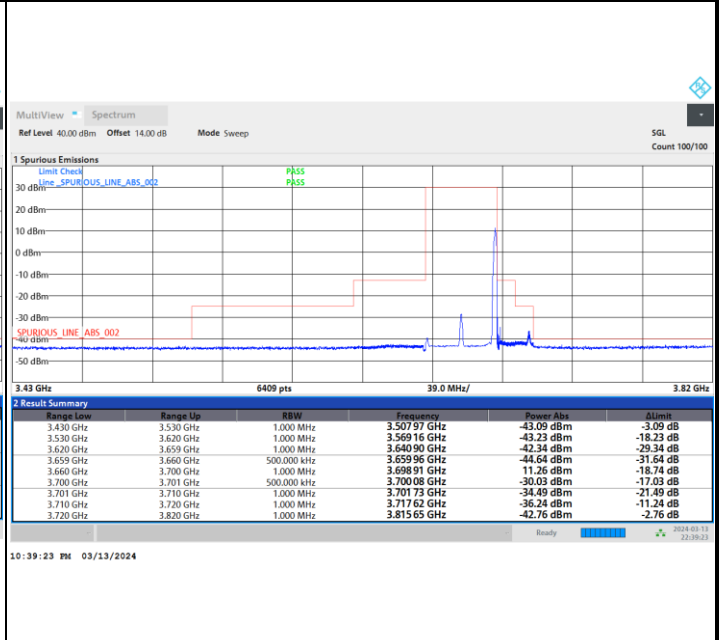 MultiView Spectrum
Ref Level 40.00 dBm Offset 14.00 dB Mode Sweep SGL
Count 100/100
1 Spurious Emissions
Limit Check PASS
Line _SPURIOUS_LINE_ABS_002 PASS
30 dBm
20 dBm
10 dBm
0 dBm
-10 dBm
-20 dBm
-30 dBm
SPURIOUS_LINE_ABS_002
-40 dBm
-50 dBm
3.43 GHz 6409 pts 39.0 MHz/ 3.82 GHz
2 Result Summary
Range Low Range Up RBW Frequency Power Abs ΔLimit
3.430 GHz 3.530 GHz 1.000 MHz 3.507 97 GHz -43.09 dBm -3.09 dB
3.530 GHz 3.620 GHz 1.000 MHz 3.569 16 GHz -43.23 dBm -18.23 dB
3.620 GHz 3.659 GHz 1.000 MHz 3.640 90 GHz -42.34 dBm -29.34 dB
3.659 GHz 3.660 GHz 500.000 kHz 3.659 96 GHz -44.64 dBm -31.64 dB
3.660 GHz 3.700 GHz 1.000 MHz 3.698 91 GHz 11.26 dBm -18.74 dB
3.700 GHz 3.701 GHz 500.000 kHz 3.700 08 GHz -30.03 dBm -17.03 dB
3.701 GHz 3.710 GHz 1.000 MHz 3.701 73 GHz -34.49 dBm -21.49 dB
3.710 GHz 3.720 GHz 1.000 MHz 3.717 62 GHz -36.24 dBm -11.24 dB
3.720 GHz 3.820 GHz 1.000 MHz 3.815 65 GHz -42.76 dBm -2.76 dB
Ready 2024-03-13
22:39:23
10:39:23 PM 03/13/2024